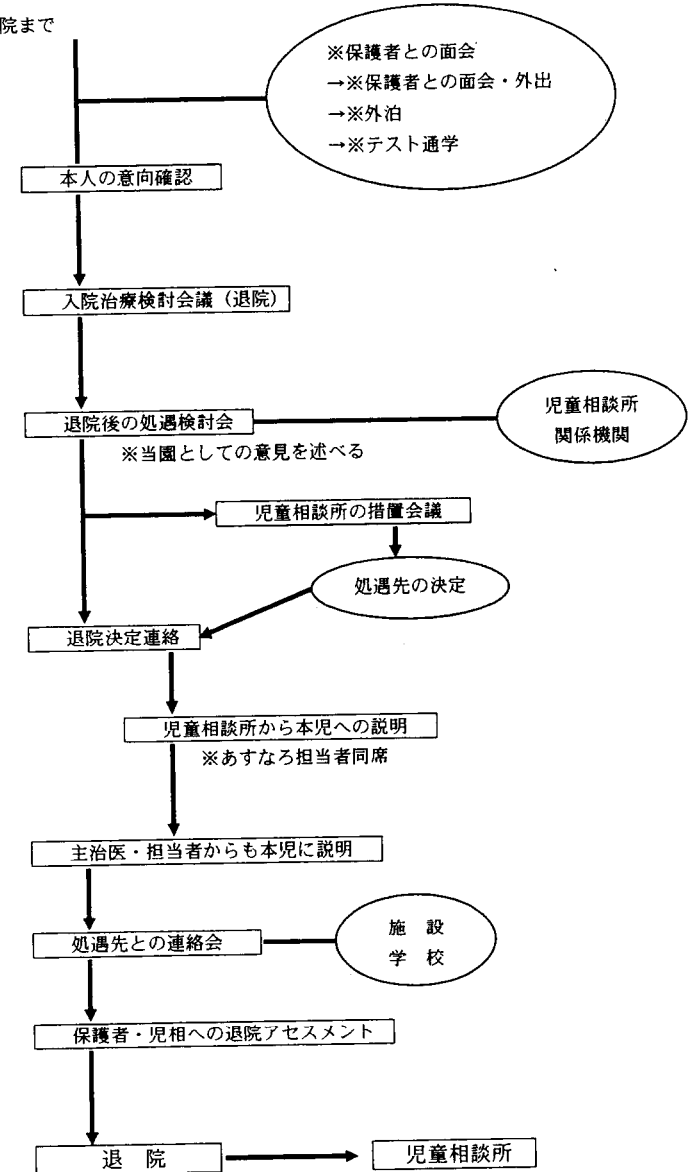 院まで
※保護者との面会
→※保護者との面会・外出
→※外泊
→※テスト通学
本人の意向確認
入院治療検討会議（退院）
退院後の処遇検討会
※当園としての意見を述べる
児童相談所
関係機関
児童相談所の措置会議
処遇先の決定
退院決定連絡
児童相談所から本児への説明
※あすなろ担当者同席
主治医・担当者からも本児に説明
処遇先との連絡会
施　設
学　校
保護者・児相への退院アセスメント
退　院
児童相談所